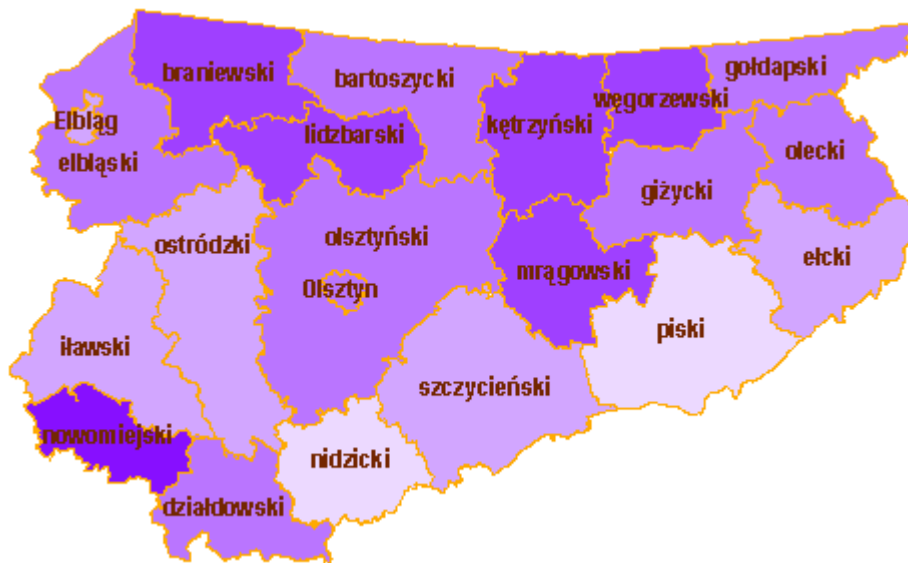 braniewski
bartoszycki
gołdapski
węgorzewski
Elbląg
lidzbarski
kętrzyński
elbląski
olecki
giżycki
ostródzki
olsztyński
ełcki
mrągowski
Olsztyn
piski
iławski
szczycieński
nowomiejski
nidzicki
działdowski